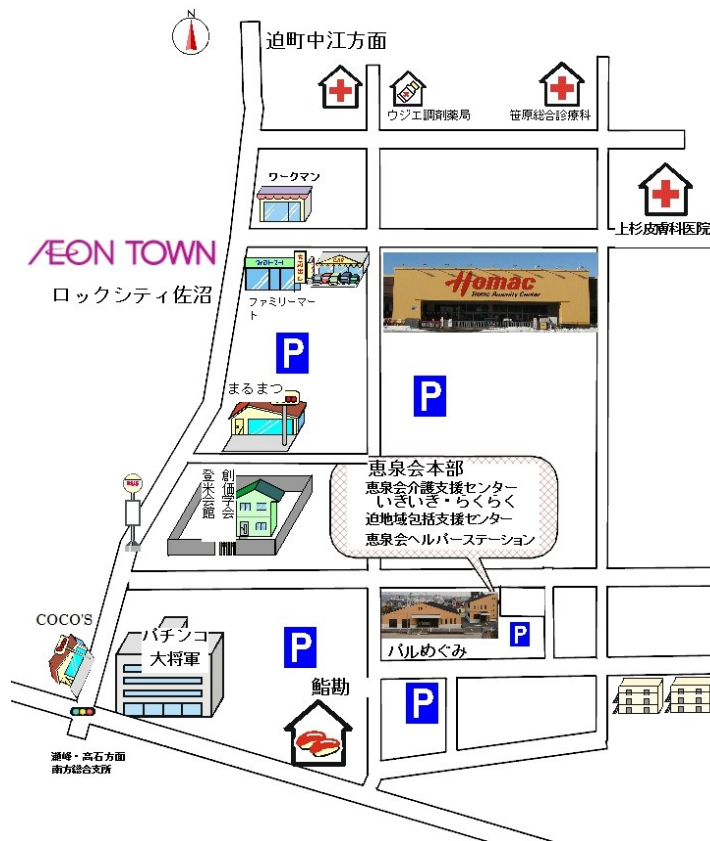 N
迫町中江方面
ウジエ調剤薬局
笹原総合診療科
ワークマン
上杉皮膚科医院
ÆON TOWN
ロックシティ佐沼
ファミリーマー
ト
Homac
Home Amenity Center
P
まるまつ
P
創価学会
登米会館
恵泉会本部
恵泉会介護支援センター
いきいき・らくらく
迫地域包括支援センター
恵泉会ヘルパーステーション
COCO'S
パチンコ
大将軍
P
パルめぐみ
P
鮨勘
P
瀬峰・高石方面
南方総合支所